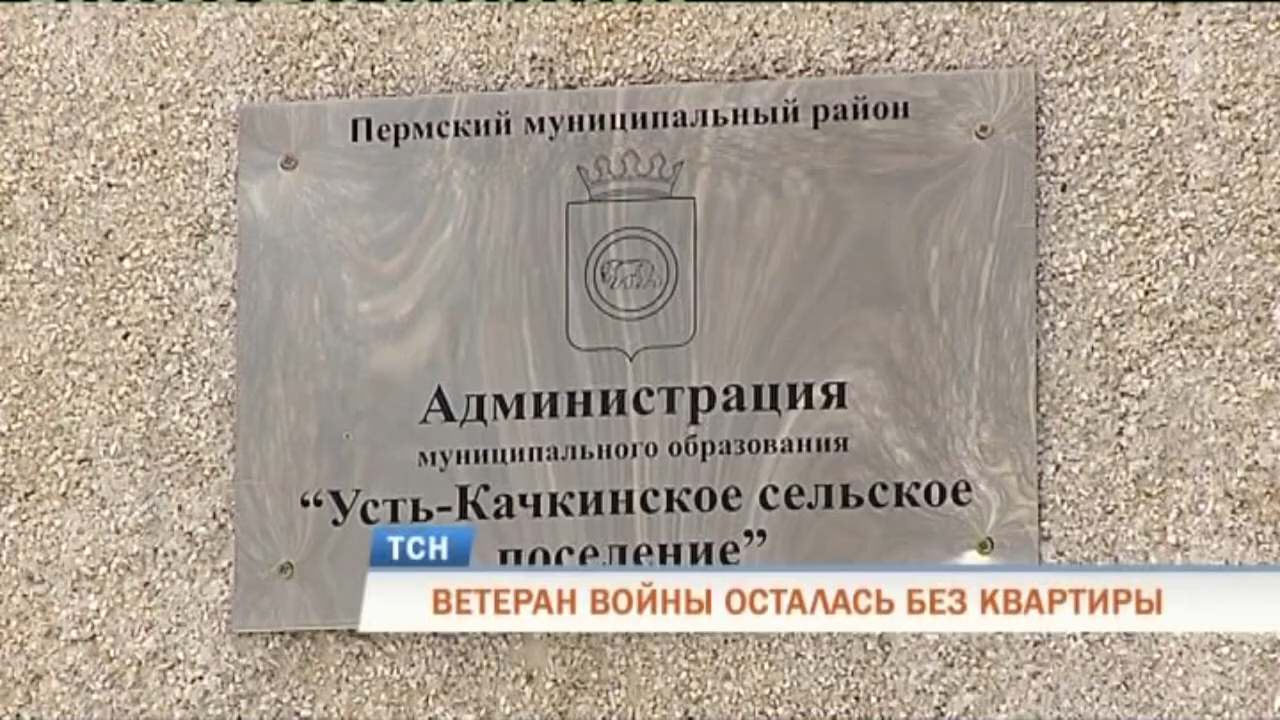 Пермский муниципальный район
Администрация
муниципального образования
“Усть-Качкинское сельское
поселение”
ТСН
ВЕТЕРАН ВОЙНЫ ОСТАЛАСЬ БЕЗ КВАРТИРЫ